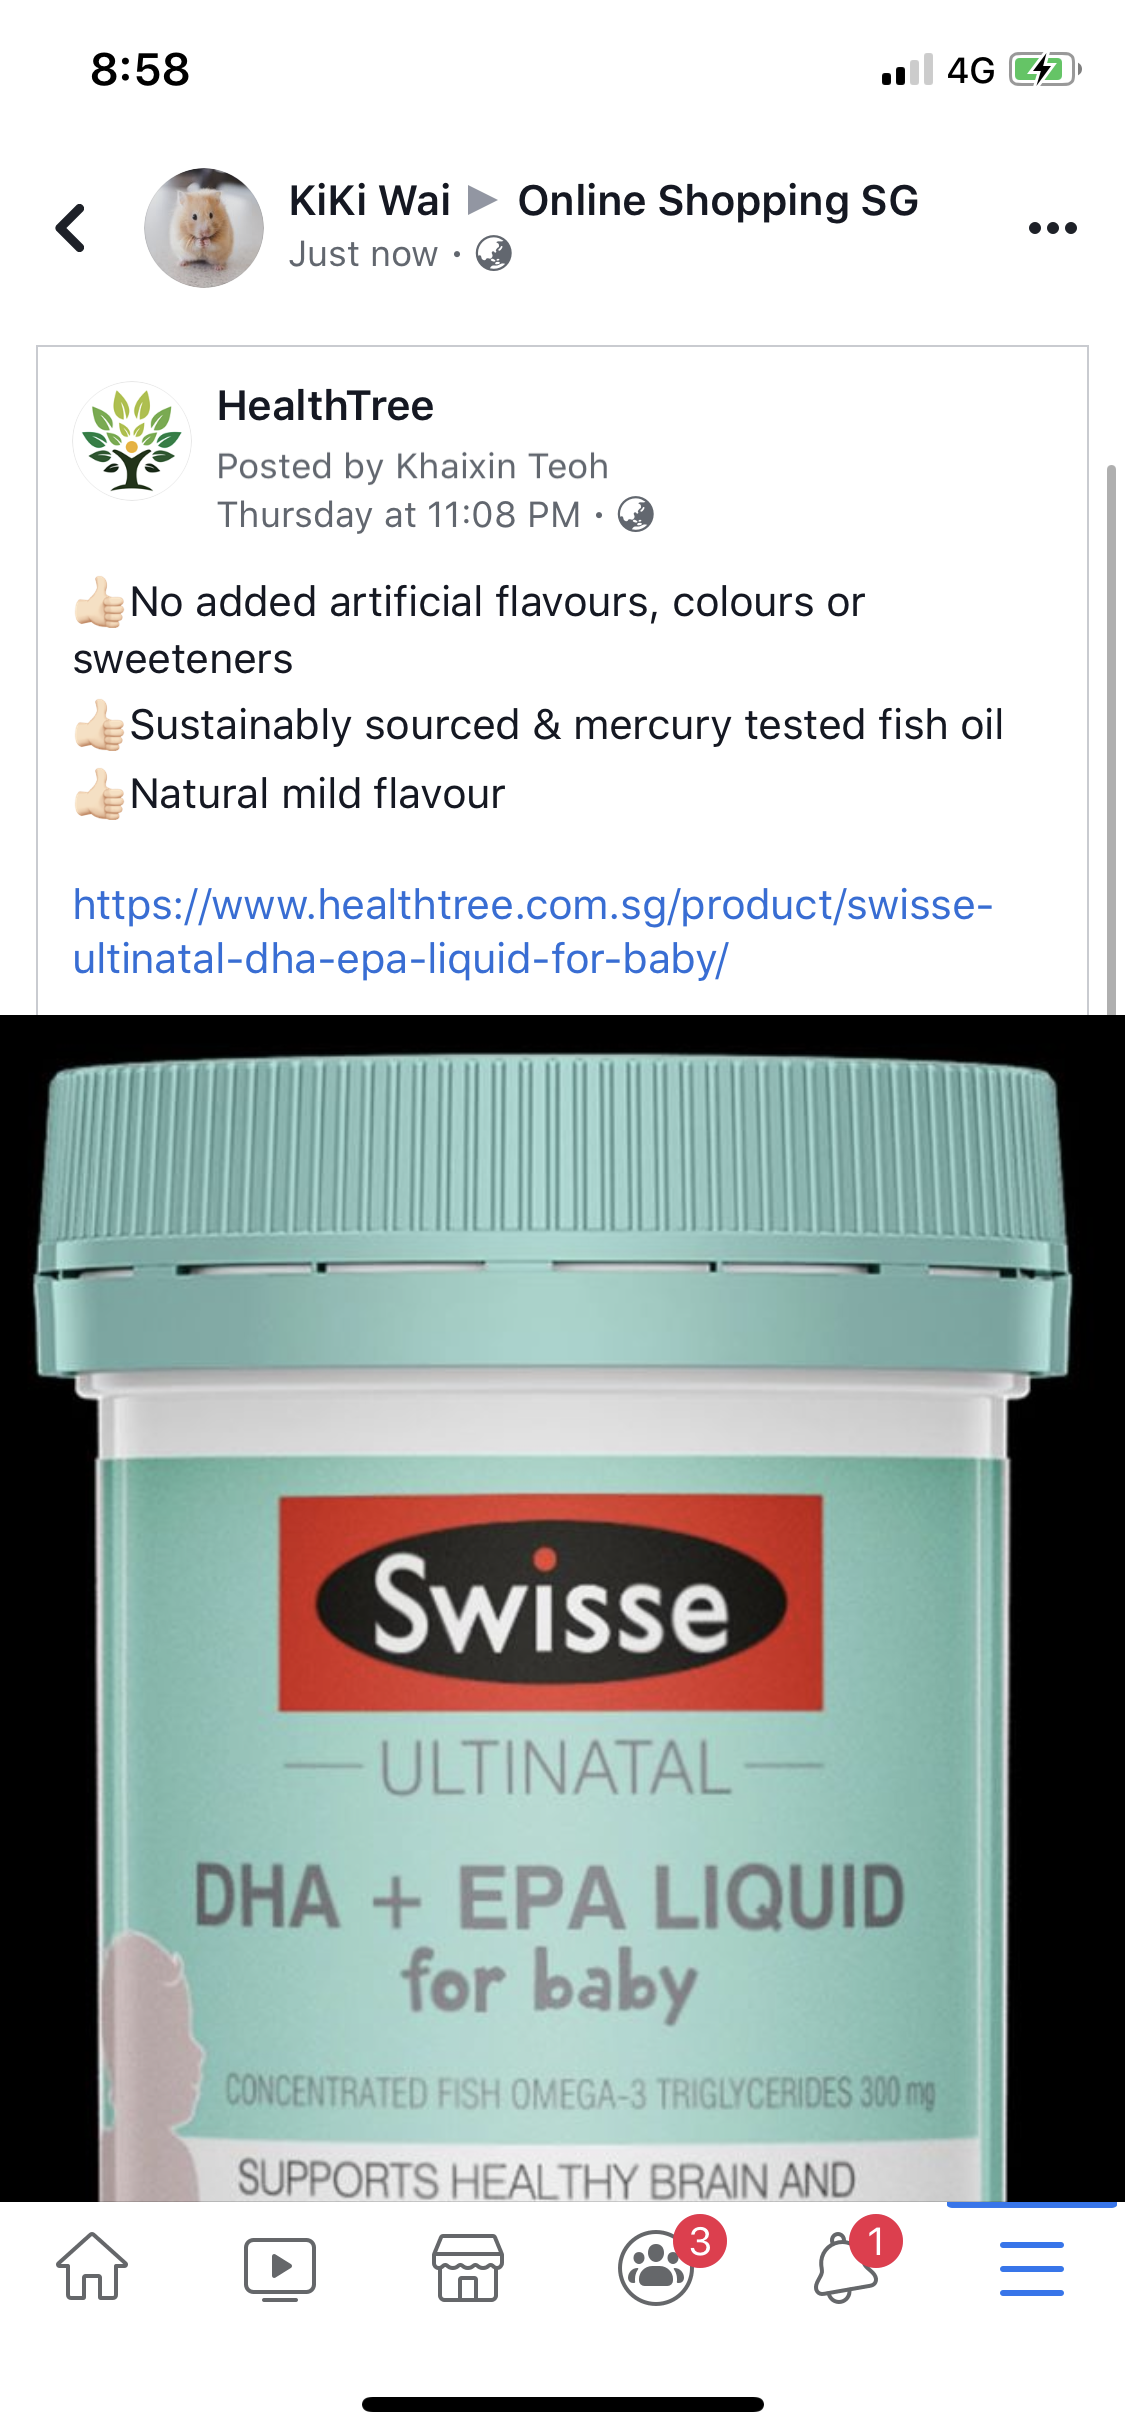 8:58
4G
KiKi Wai ▶ Online Shopping SG
Just now ·
HealthTree
Posted by Khaixin Teoh
Thursday at 11:08 PM ·
👍🏻No added artificial flavours, colours or
sweeteners
👍🏻Sustainably sourced & mercury tested fish oil
👍🏻Natural mild flavour
https://www.healthtree.com.sg/product/swisse-
ultinatal-dha-epa-liquid-for-baby/
Swisse
ULTINATAL
DHA + EPA LIQUID
for baby
CONCENTRATED FISH OMEGA-3 TRIGLYCERIDES 300 mg
SUPPORTS HEALTHY BRAIN AND
3
1